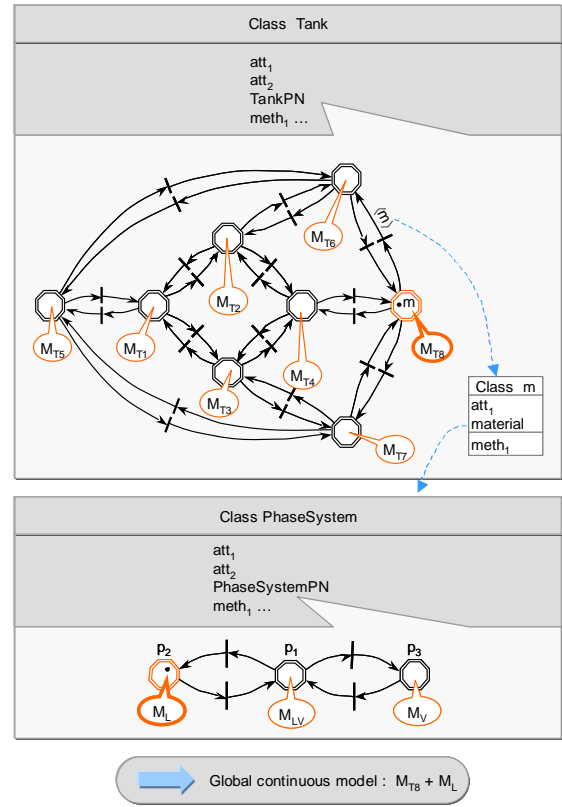 Class Tank
att1
att2
TankPN
meth1 …
MT6
⟨m⟩
MT2
•m
MT5
MT1
MT4
MT8
MT3
MT7
Class m
att1
material
meth1
Class PhaseSystem
att1
att2
PhaseSystemPN
meth1 …
p2
p1
p3
ML
MLV
MV
Global continuous model : MT8 + ML